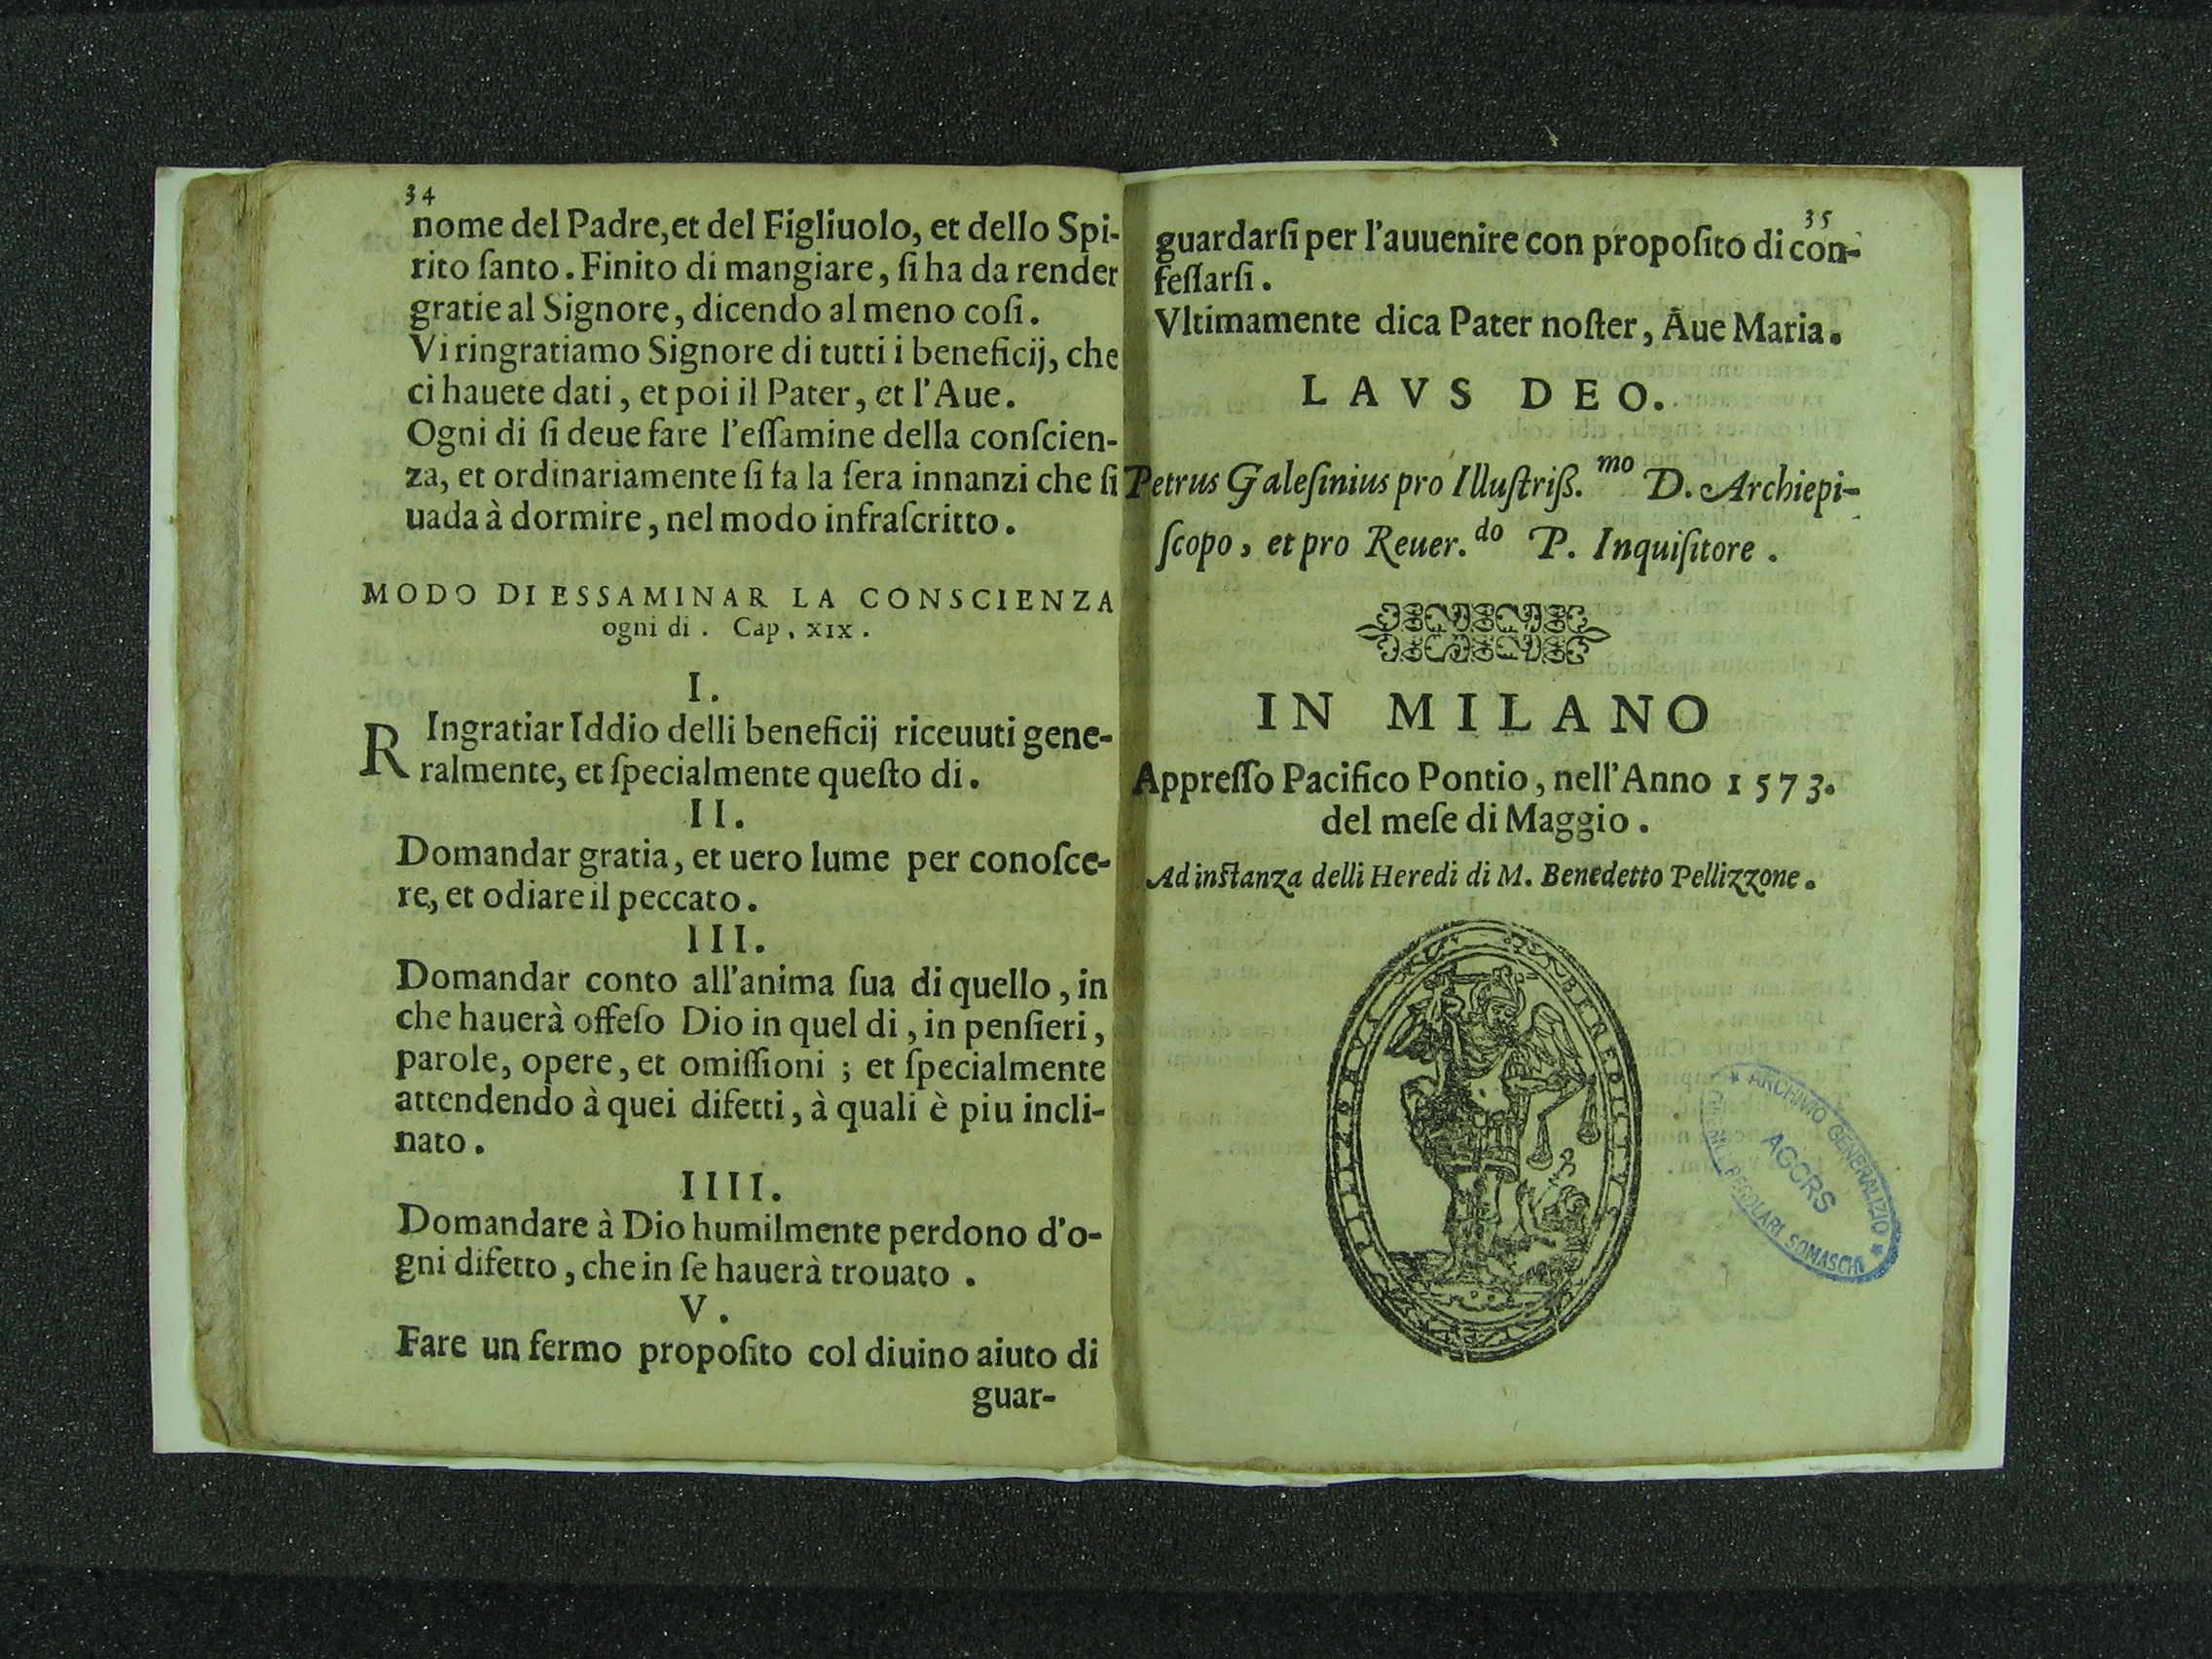 34
nome del Padre, et del Figliuolo, et dello Spi-
rito ſanto. Finito di mangiare, ſi ha da render
gratie al Signore, dicendo al meno coſi.
Vi ringratiamo Signore di tutti i beneficij, che
ci hauete dati, et poi il Pater, et l'Aue.
Ogni di ſi deue fare l'eſſamine della conſcien-
za, et ordinariamente ſi fa la ſera innanzi che ſi
uada à dormire, nel modo infraſcritto.
MODO DI ESSAMINAR LA CONSCIENZA
ogni di. Cap. XIX.
I.
RIngratiar Iddio delli beneficij riceuuti gene-
ralmente, et ſpecialmente queſto di.
II.
Domandar gratia, et uero lume per conoſce-
re, et odiare il peccato.
III.
Domandar conto all'anima ſua di quello, in
che hauerà offeſo Dio in quel di, in penſieri,
parole, opere, et omiſſioni; et ſpecialmente
attendendo à quei difetti, à quali è piu incli-
nato.
IIII.
Domandare à Dio humilmente perdono d'o-
gni difetto, che in ſe hauerà trouato.
V.
Fare un fermo propoſito col diuino aiuto di
guar-
35
guardarſi per l'auuenire con propoſito di con-
feſſarſi.
Vltimamente dica Pater noſter, Aue Maria.
LAVS DEO.
Petrus Galeſinius pro Illuſtriß.mo D. Archiepi-
ſcopo, et pro Reuer.do P. Inquiſitore.
IN MILANO
Appreſſo Pacifico Pontio, nell'Anno 1573.
del meſe di Maggio.
Ad inſtanza delli Heredi di M. Benedetto Pellizzone.
ARCHIVIO GENERALIZIO
AGCRS
REGOLARI SOMASCHI